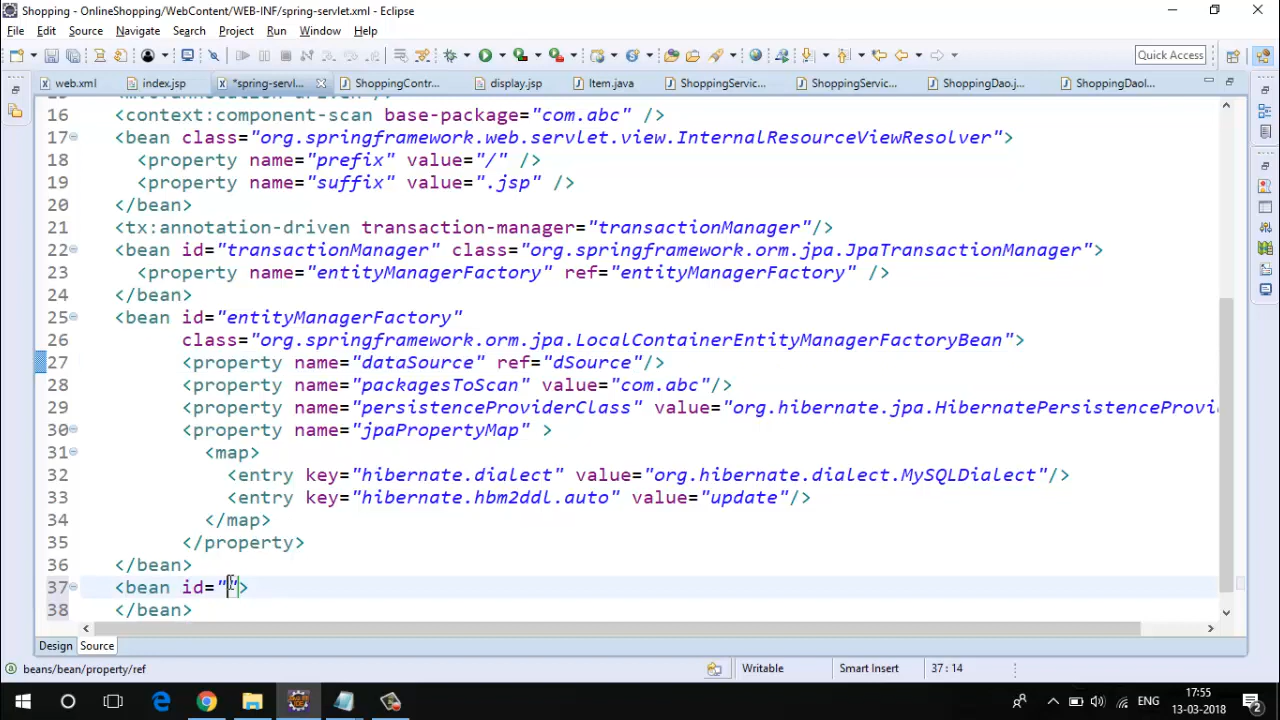 Shopping - OnlineShopping/WebContent/WEB-INF/spring-servlet.xml - Eclipse
File Edit Source Navigate Search Project Run Window Help
Quick Access
web.xml index.jsp *spring-servl... ShoppingContr... display.jsp Item.java ShoppingServic... ShoppingServic... ShoppingDao.j... ShoppingDaoI...
16 <context:component-scan base-package="com.abc" />
17 <bean class="org.springframework.web.servlet.view.InternalResourceViewResolver">
18 <property name="prefix" value="/" />
19 <property name="suffix" value=".jsp" />
20 </bean>
21 <tx:annotation-driven transaction-manager="transactionManager"/>
22 <bean id="transactionManager" class="org.springframework.orm.jpa.JpaTransactionManager">
23 <property name="entityManagerFactory" ref="entityManagerFactory" />
24 </bean>
25 <bean id="entityManagerFactory"
26 class="org.springframework.orm.jpa.LocalContainerEntityManagerFactoryBean">
27 <property name="dataSource" ref="dSource"/>
28 <property name="packagesToScan" value="com.abc"/>
29 <property name="persistenceProviderClass" value="org.hibernate.jpa.HibernatePersistenceProvi
30 <property name="jpaPropertyMap" >
31 <map>
32 <entry key="hibernate.dialect" value="org.hibernate.dialect.MySQLDialect"/>
33 <entry key="hibernate.hbm2ddl.auto" value="update"/>
34 </map>
35 </property>
36 </bean>
37 <bean id="">
38 </bean>
Design Source
beans/bean/property/ref Writable Smart Insert 37 : 14
ENG 17:55
13-03-2018 2